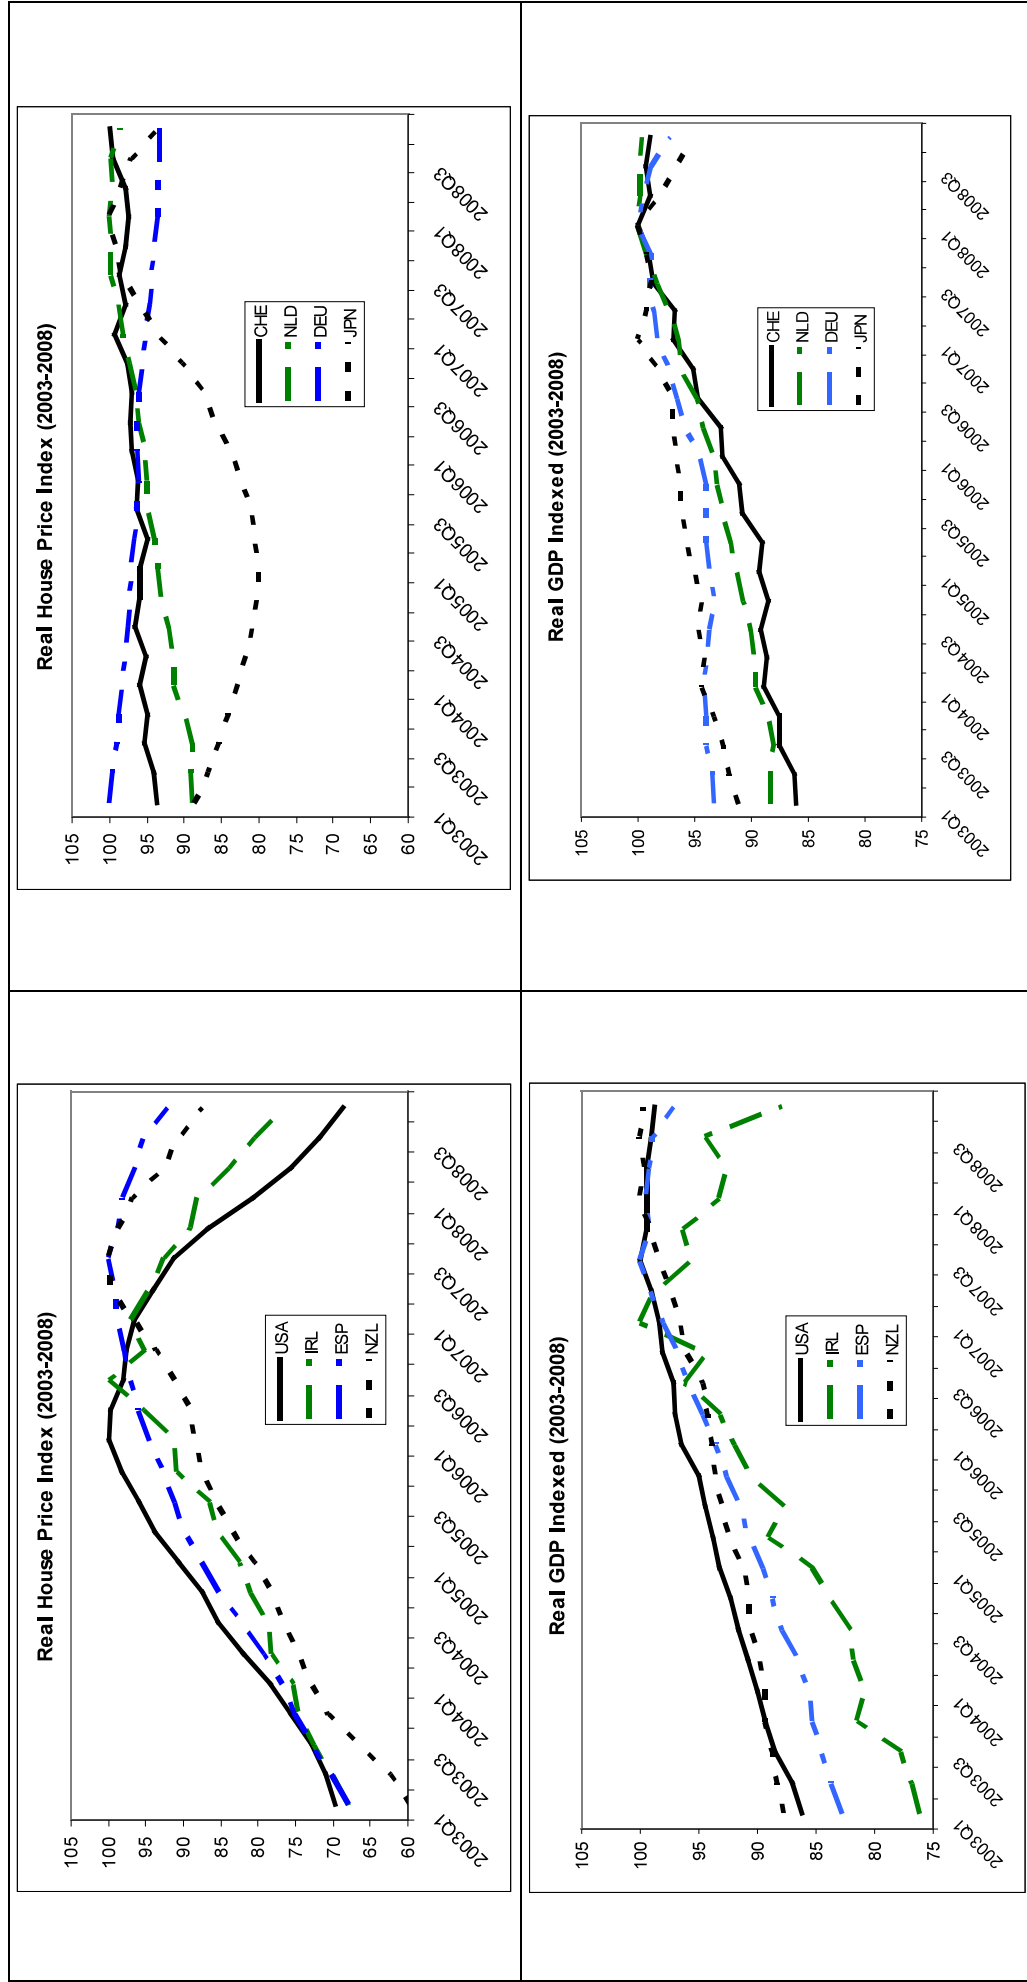 Real House Price Index (2003-2008)
105
100
95
90
85
80
75
70
65
60
USA
IRL
ESP
NZL
2003Q1
2003Q3
2004Q1
2004Q3
2005Q1
2005Q3
2006Q1
2006Q3
2007Q1
2007Q3
2008Q1
2008Q3
Real House Price Index (2003-2008)
105
100
95
90
85
80
75
70
65
60
CHE
NLD
DEU
JPN
2003Q1
2003Q3
2004Q1
2004Q3
2005Q1
2005Q3
2006Q1
2006Q3
2007Q1
2007Q3
2008Q1
2008Q3
Real GDP Indexed (2003-2008)
105
100
95
90
85
80
75
USA
IRL
ESP
NZL
2003Q1
2003Q3
2004Q1
2004Q3
2005Q1
2005Q3
2006Q1
2006Q3
2007Q1
2007Q3
2008Q1
2008Q3
Real GDP Indexed (2003-2008)
105
100
95
90
85
80
75
CHE
NLD
DEU
JPN
2003Q1
2003Q3
2004Q1
2004Q3
2005Q1
2005Q3
2006Q1
2006Q3
2007Q1
2007Q3
2008Q1
2008Q3